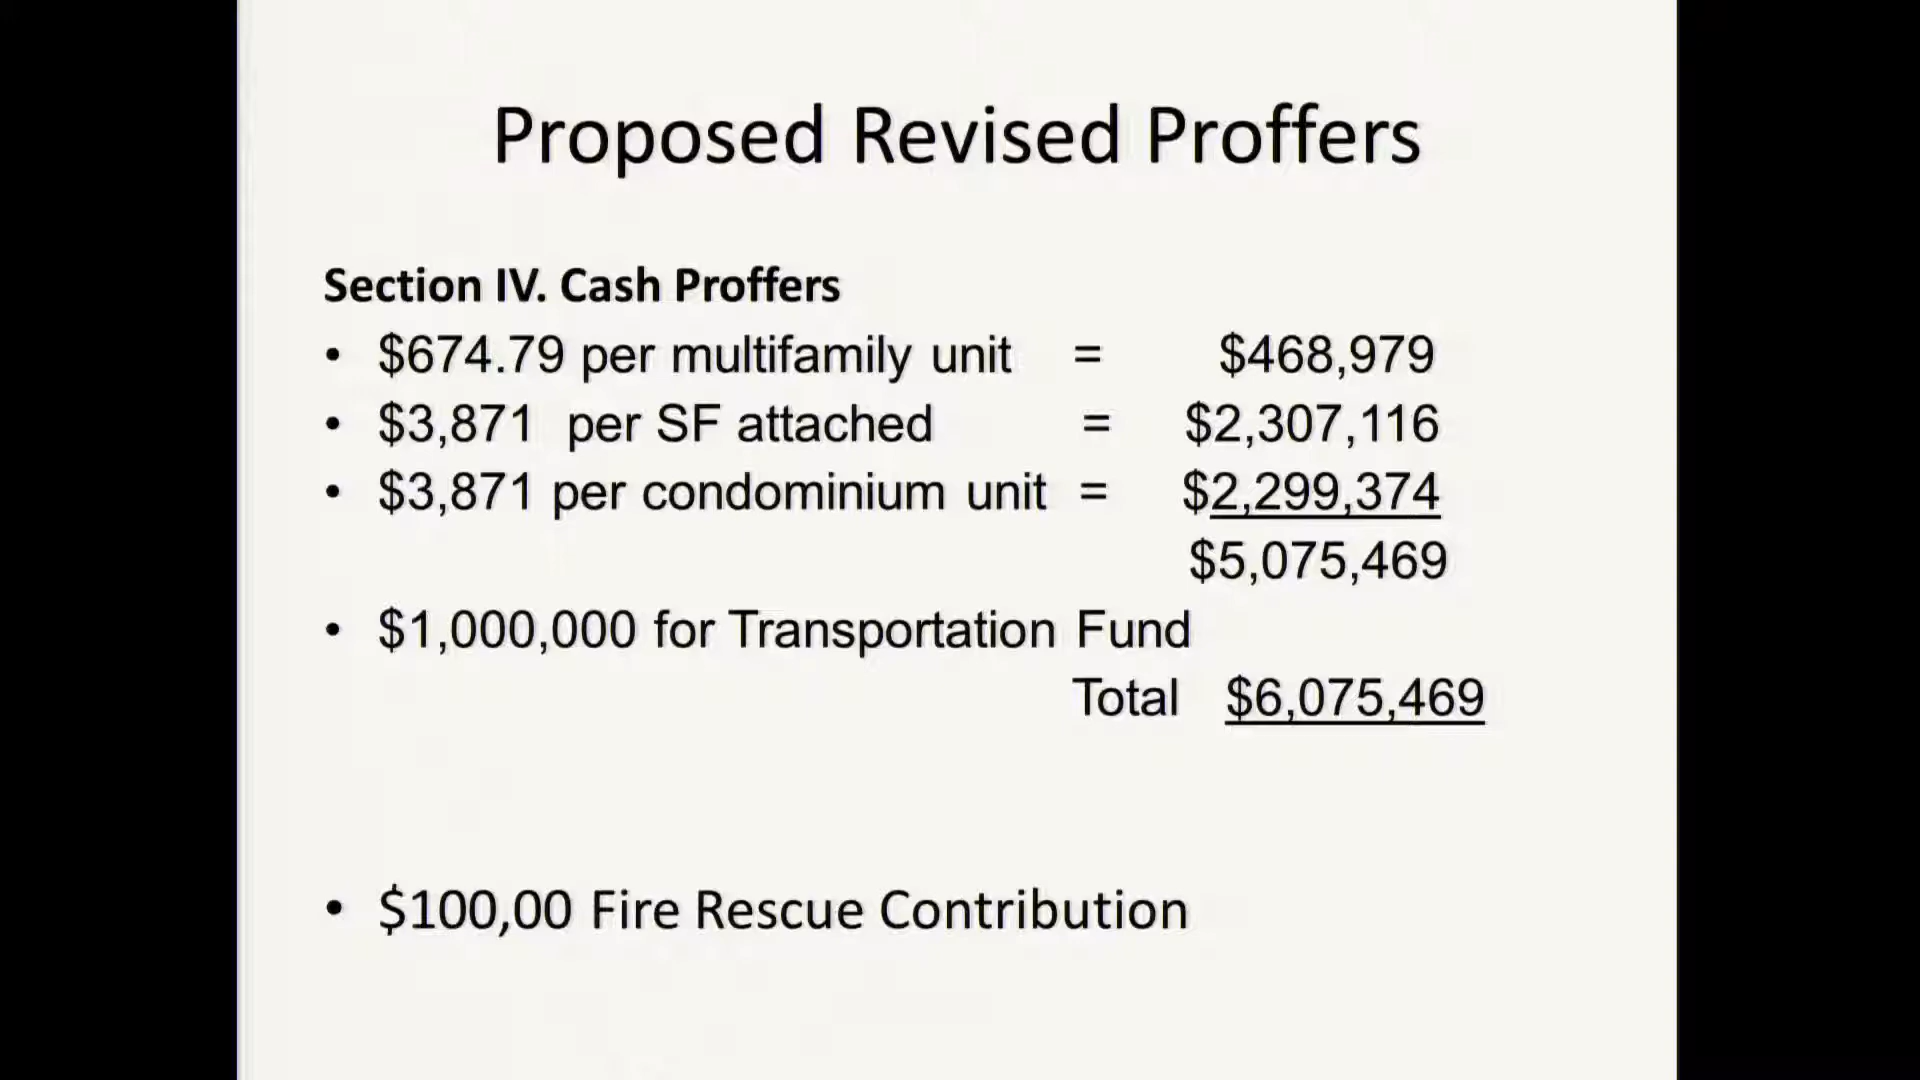 Proposed Revised Proffers
Section IV. Cash Proffers
• $674.79 per multifamily unit = $468,979
• $3,871 per SF attached = $2,307,116
• $3,871 per condominium unit = $2,299,374
$5,075,469
• $1,000,000 for Transportation Fund
Total $6,075,469
• $100,00 Fire Rescue Contribution